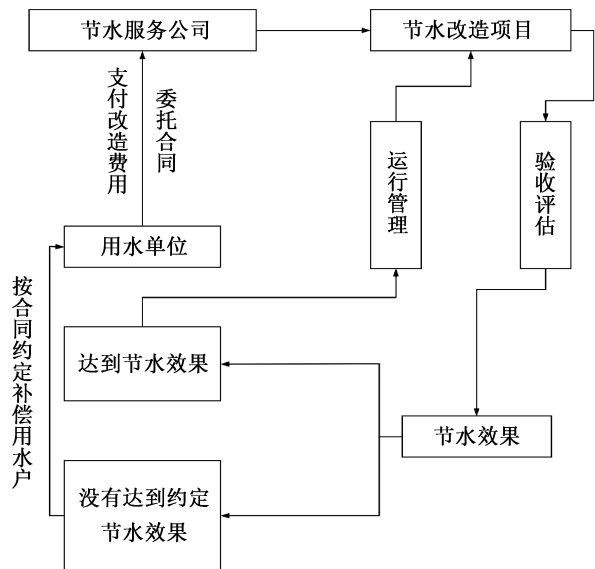 节水服务公司
节水改造项目
支付改造费用
委托合同
运行管理
验收评估
用水单位
按合同约定补偿用水户
达到节水效果
节水效果
没有达到约定
节水效果